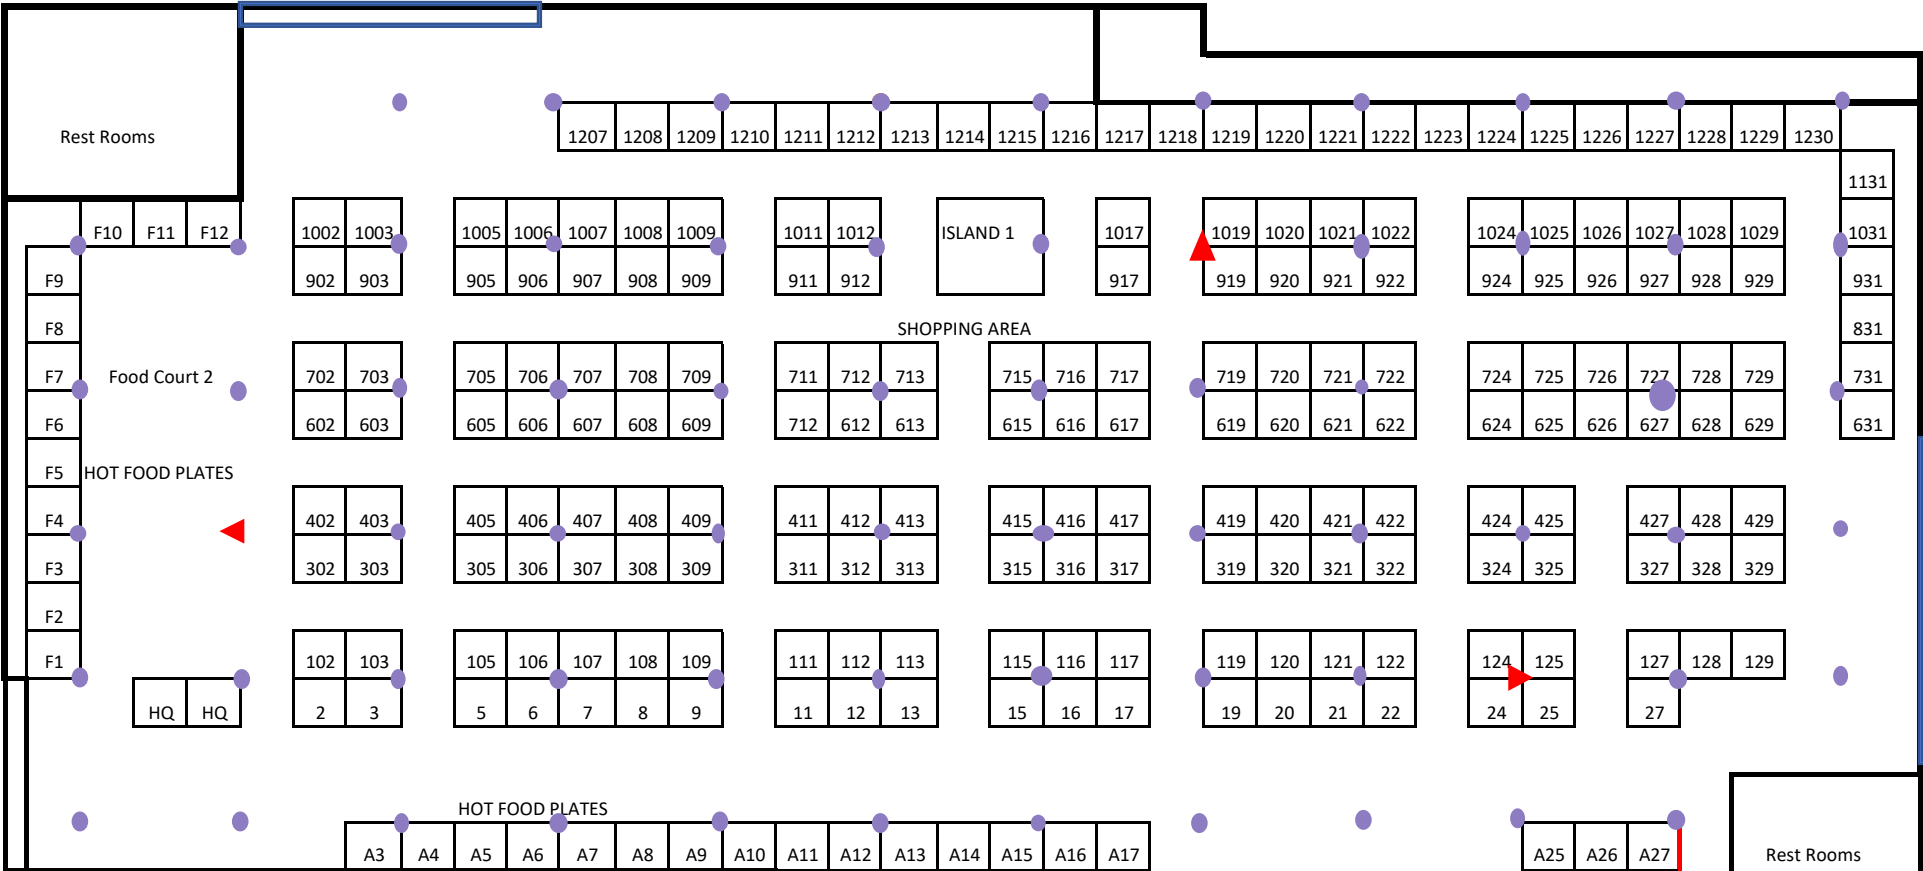 Rest Rooms
1207 1208 1209 1210 1211 1212 1213 1214 1215 1216 1217 1218 1219 1220 1221 1222 1223 1224 1225 1226 1227 1228 1229 1230
1131
F10 F11 F12 1002 1003 1005 1006 1007 1008 1009 1011 1012 ISLAND 1 1017 1019 1020 1021 1022 1024 1025 1026 1027 1028 1029 1031
F9 902 903 905 906 907 908 909 911 912 917 919 920 921 922 924 925 926 927 928 929 931
F8 SHOPPING AREA 831
F7 Food Court 2 702 703 705 706 707 708 709 711 712 713 715 716 717 719 720 721 722 724 725 726 727 728 729 731
F6 602 603 605 606 607 608 609 712 612 613 615 616 617 619 620 621 622 624 625 626 627 628 629 631
F5 HOT FOOD PLATES
F4 402 403 405 406 407 408 409 411 412 413 415 416 417 419 420 421 422 424 425 427 428 429
F3 302 303 305 306 307 308 309 311 312 313 315 316 317 319 320 321 322 324 325 327 328 329
F2
F1 102 103 105 106 107 108 109 111 112 113 115 116 117 119 120 121 122 124 125 127 128 129
HQ HQ 2 3 5 6 7 8 9 11 12 13 15 16 17 19 20 21 22 24 25 27
HOT FOOD PLATES
A3 A4 A5 A6 A7 A8 A9 A10 A11 A12 A13 A14 A15 A16 A17 A25 A26 A27 Rest Rooms